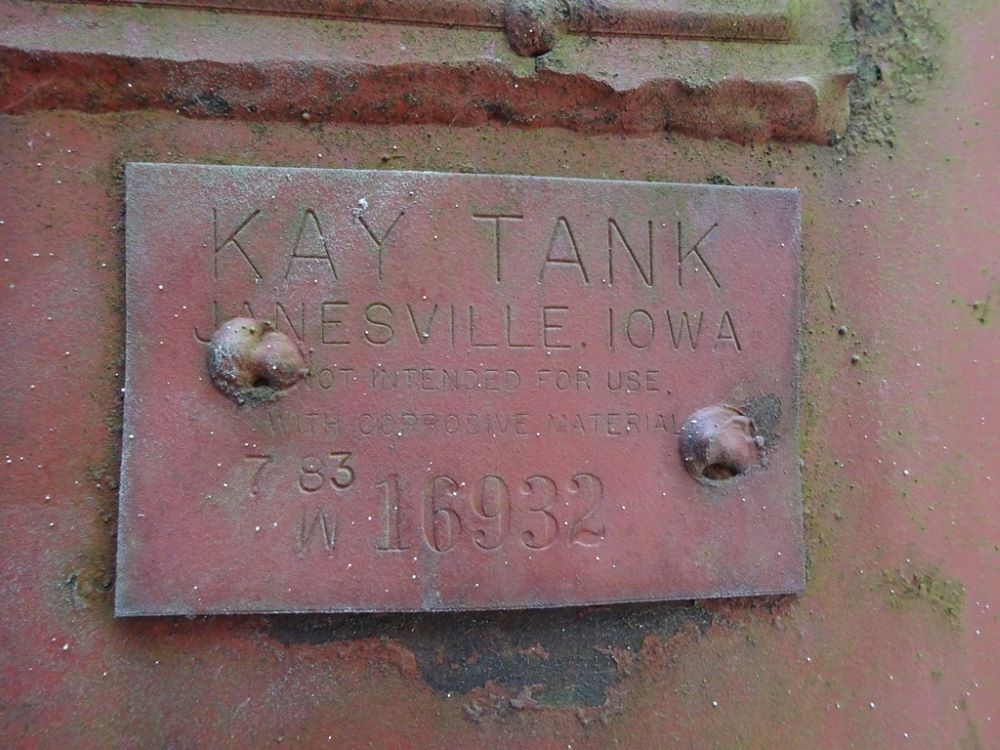 KAY TANK
JANESVILLE, IOWA
NOT INTENDED FOR USE
WITH CORROSIVE MATERIAL
7 83
W 16932